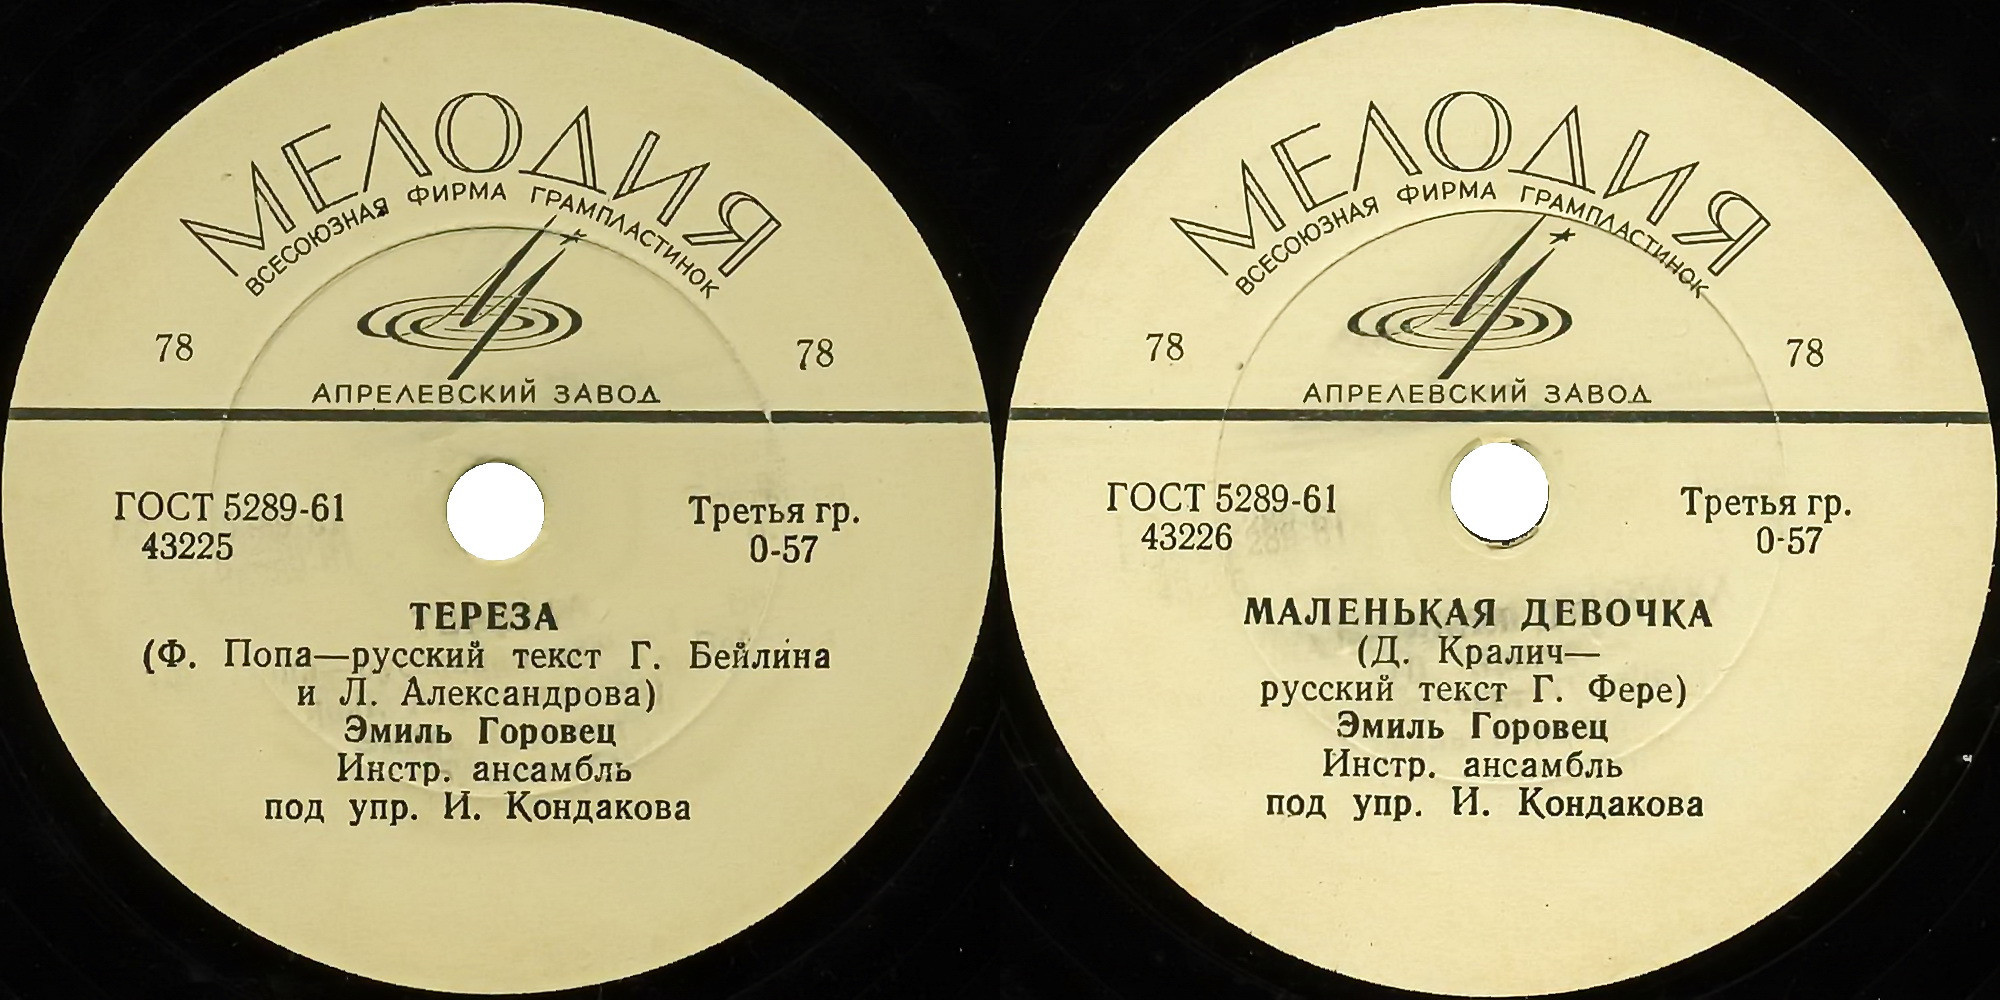 МЕЛОДИЯ
ВСЕСОЮЗНАЯ ФИРМА ГРАМПЛАСТИНОК
78
78
АПРЕЛЕВСКИЙ ЗАВОД
ГОСТ 5289-61
43225
Третья гр.
0-57
ТЕРЕЗА
(Ф. Попа—русский текст Г. Бейлина
и Л. Александрова)
Эмиль Горовец
Инстр. ансамбль
под упр. И. Кондакова
МЕЛОДИЯ
ВСЕСОЮЗНАЯ ФИРМА ГРАМПЛАСТИНОК
78
78
АПРЕЛЕВСКИЙ ЗАВОД
ГОСТ 5289-61
43226
Третья гр.
0-57
МАЛЕНЬКАЯ ДЕВОЧКА
(Д. Кралич—
русский текст Г. Фере)
Эмиль Горовец
Инстр. ансамбль
под упр. И. Кондакова